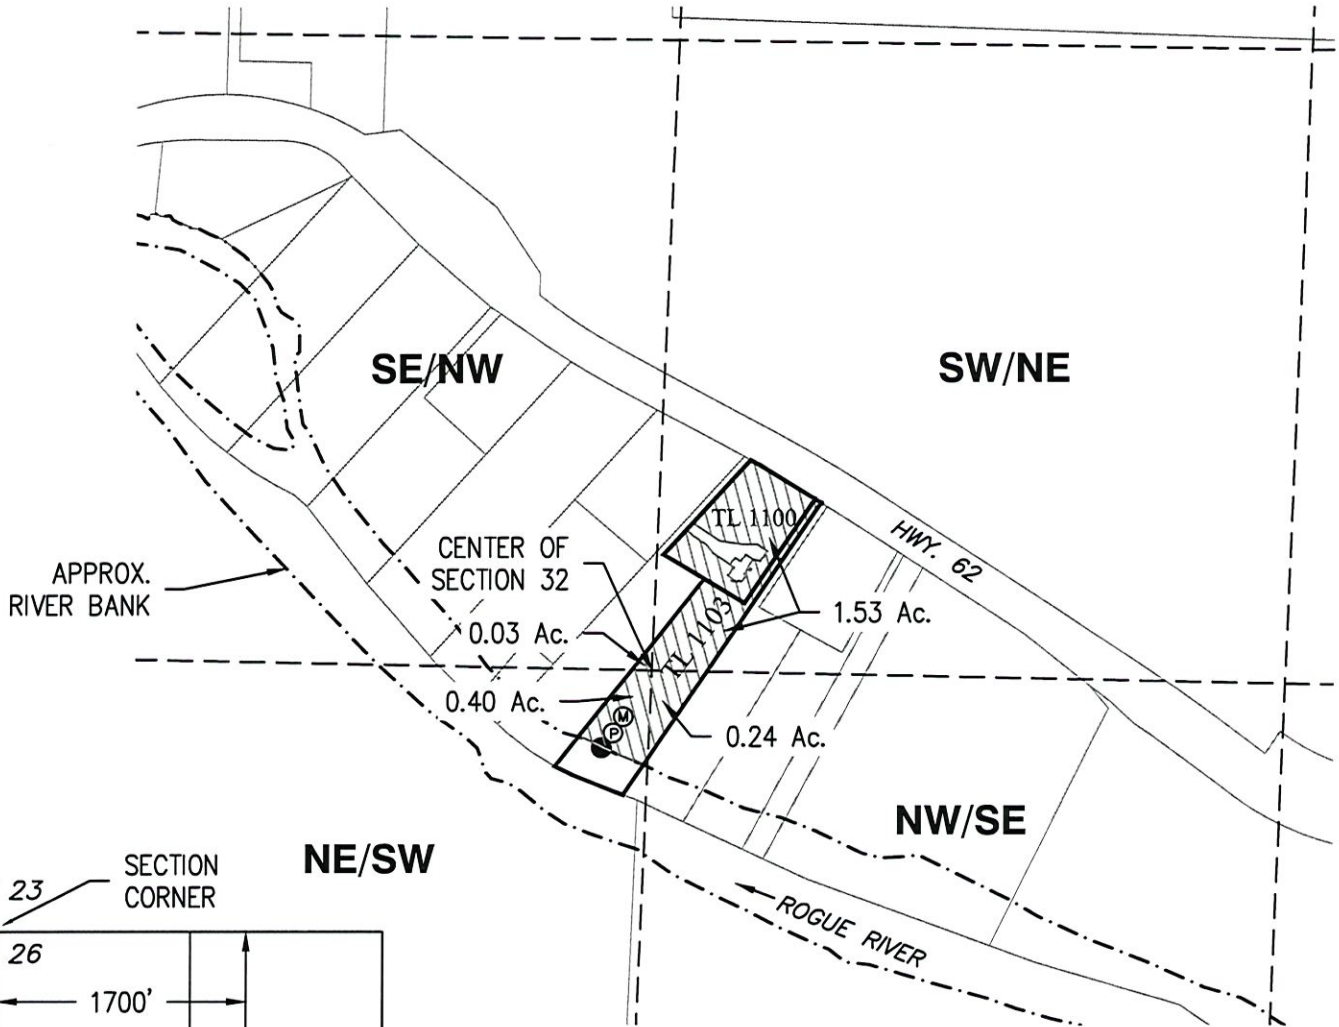 SE/NW
SW/NE
TL 1100
HWY. 62
CENTER OF
SECTION 32
APPROX.
RIVER BANK
TL 1103
1.53 Ac.
0.03 Ac.
0.40 Ac.
M
P
0.24 Ac.
NW/SE
NE/SW
SECTION
CORNER
23
26
1700'
ROGUE RIVER